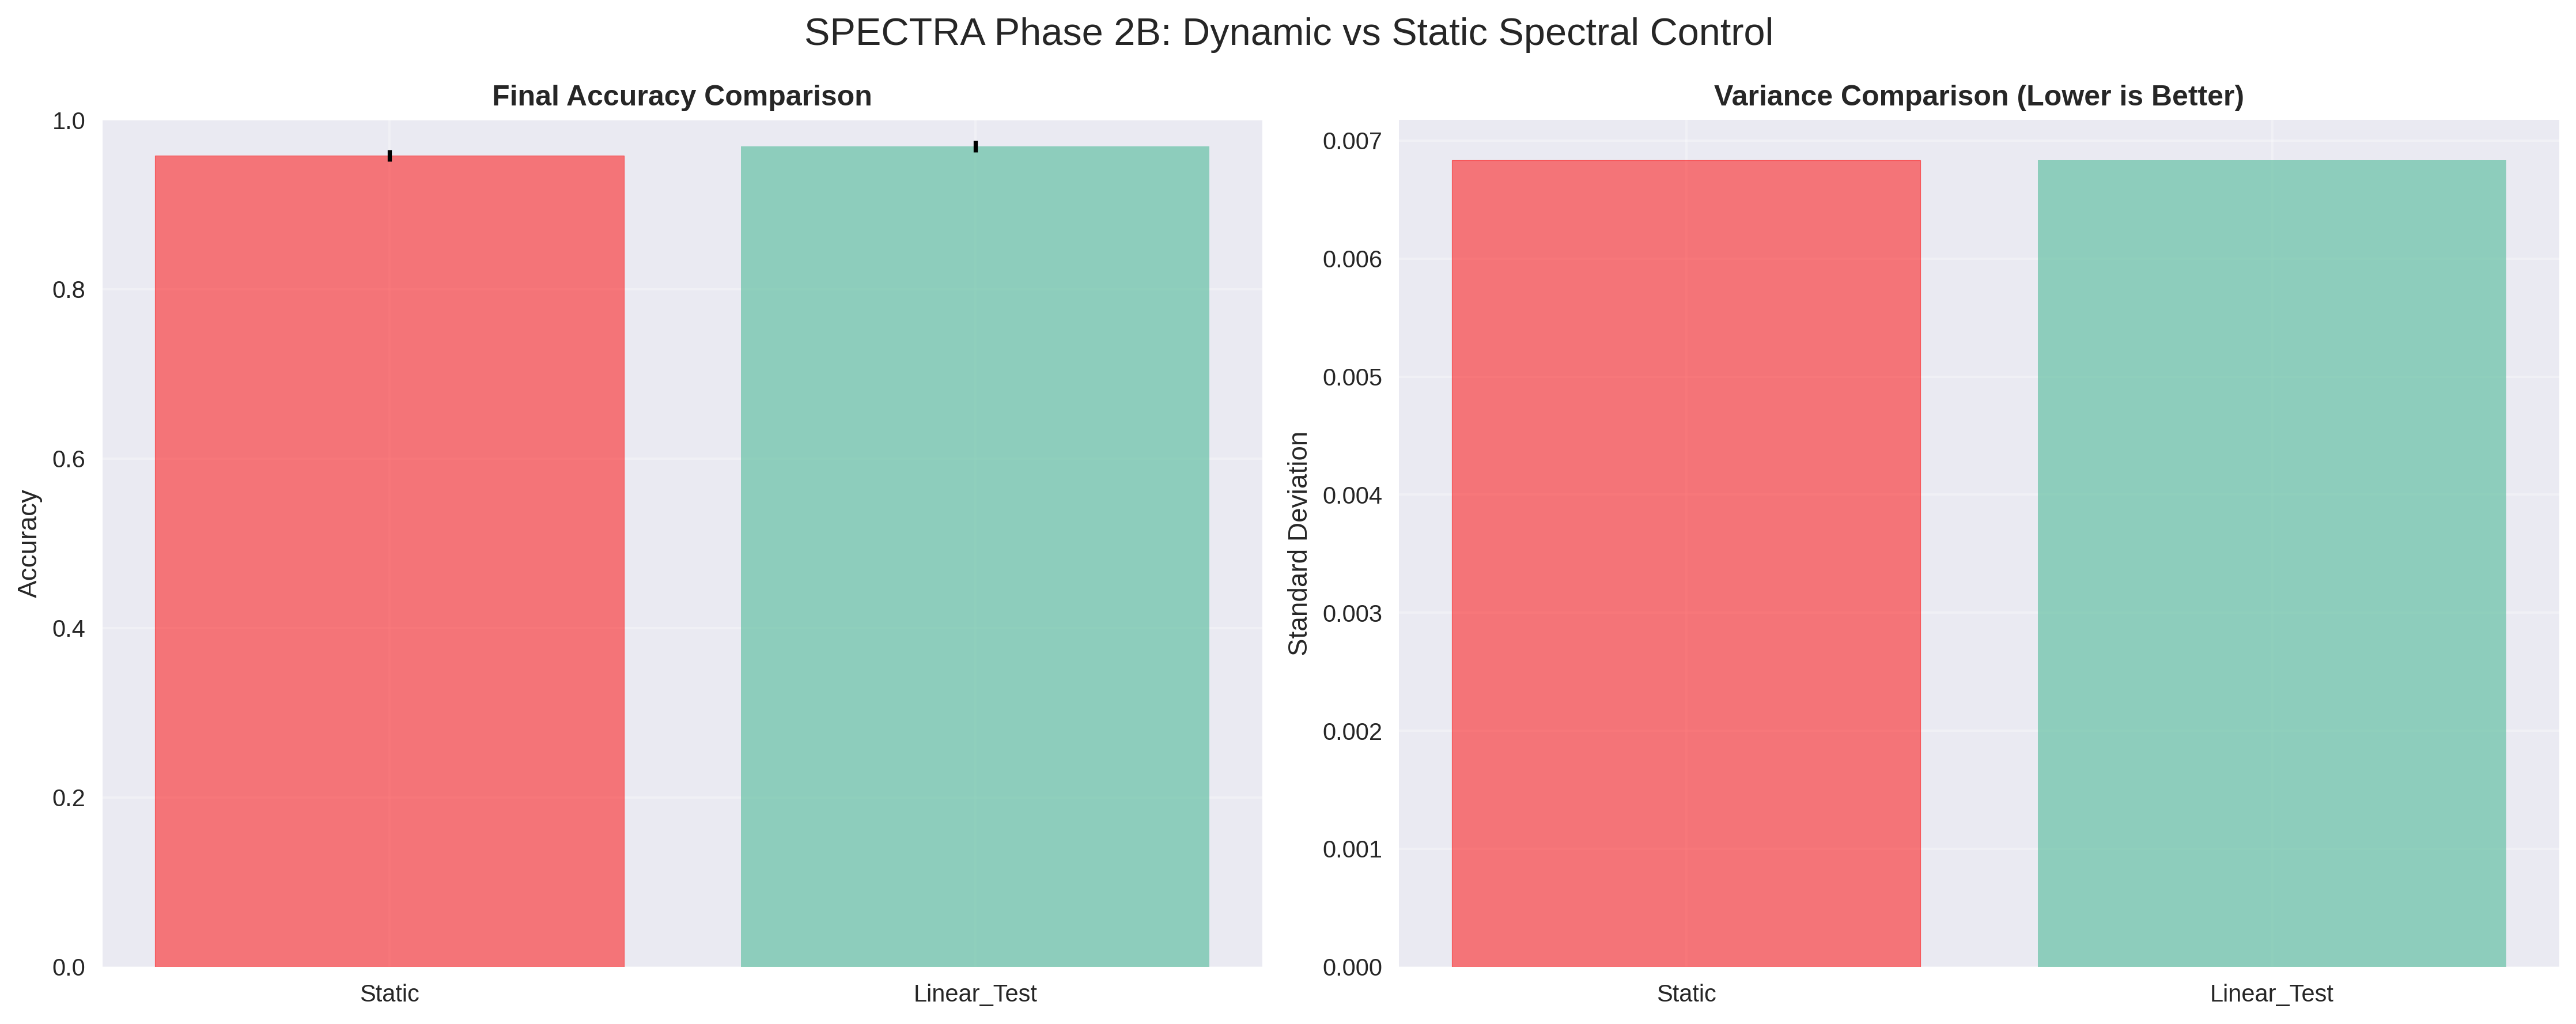 SPECTRA Phase 2B: Dynamic vs Static Spectral Control
Final Accuracy Comparison
Accuracy
1.0
0.8
0.6
0.4
0.2
0.0
Static
Linear_Test
Variance Comparison (Lower is Better)
Standard Deviation
0.007
0.006
0.005
0.004
0.003
0.002
0.001
0.000
Static
Linear_Test